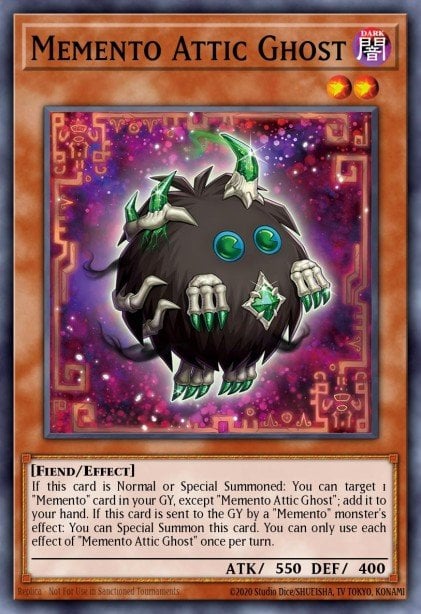 MEMENTO ATTIC GHOST
DARK
闇
[FIEND/EFFECT]
If this card is Normal or Special Summoned: You can target 1
"Memento" card in your GY, except "Memento Attic Ghost"; add it to
your hand. If this card is sent to the GY by a "Memento" monster's
effect: You can Special Summon this card. You can only use each
effect of "Memento Attic Ghost" once per turn.
ATK/ 550 DEF/ 400
Replica - Not For Use in Sanctioned Tournaments
©2020 Studio Dice/SHUEISHA, TV TOKYO, KONAMI